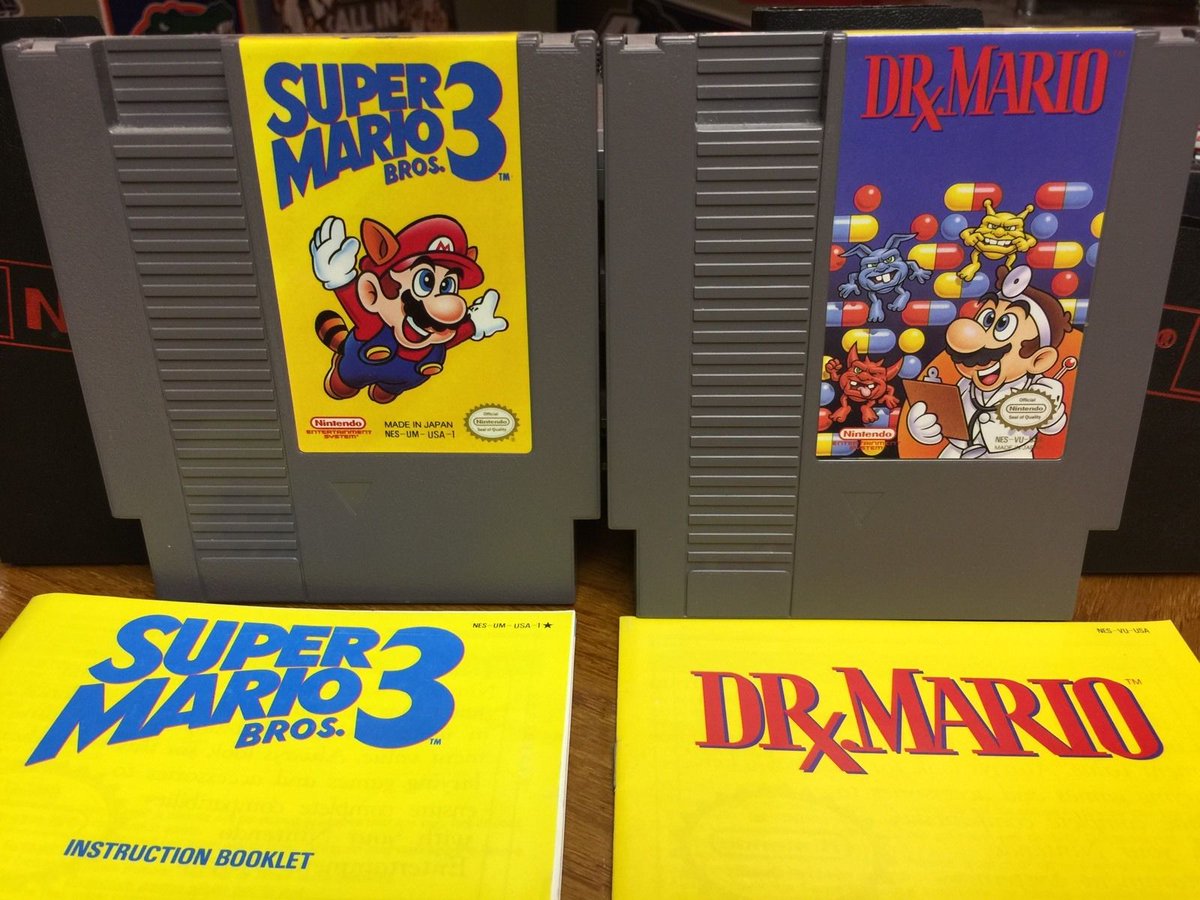 CALL IN
SUPER
MARIO
BROS. 3
TM
M
Nintendo
ENTERTAINMENT
SYSTEM
MADE IN JAPAN
NES-UM-USA-1
Official
Nintendo
Seal of Quality
DR. MARIO
Nintendo
Official
Nintendo
Seal of Quality
NES-VU-
N
®
NES-UM-USA-1★
SUPER
MARIO
BROS. 3
TM
INSTRUCTION BOOKLET
NES-VU-USA
DR. MARIO
TM